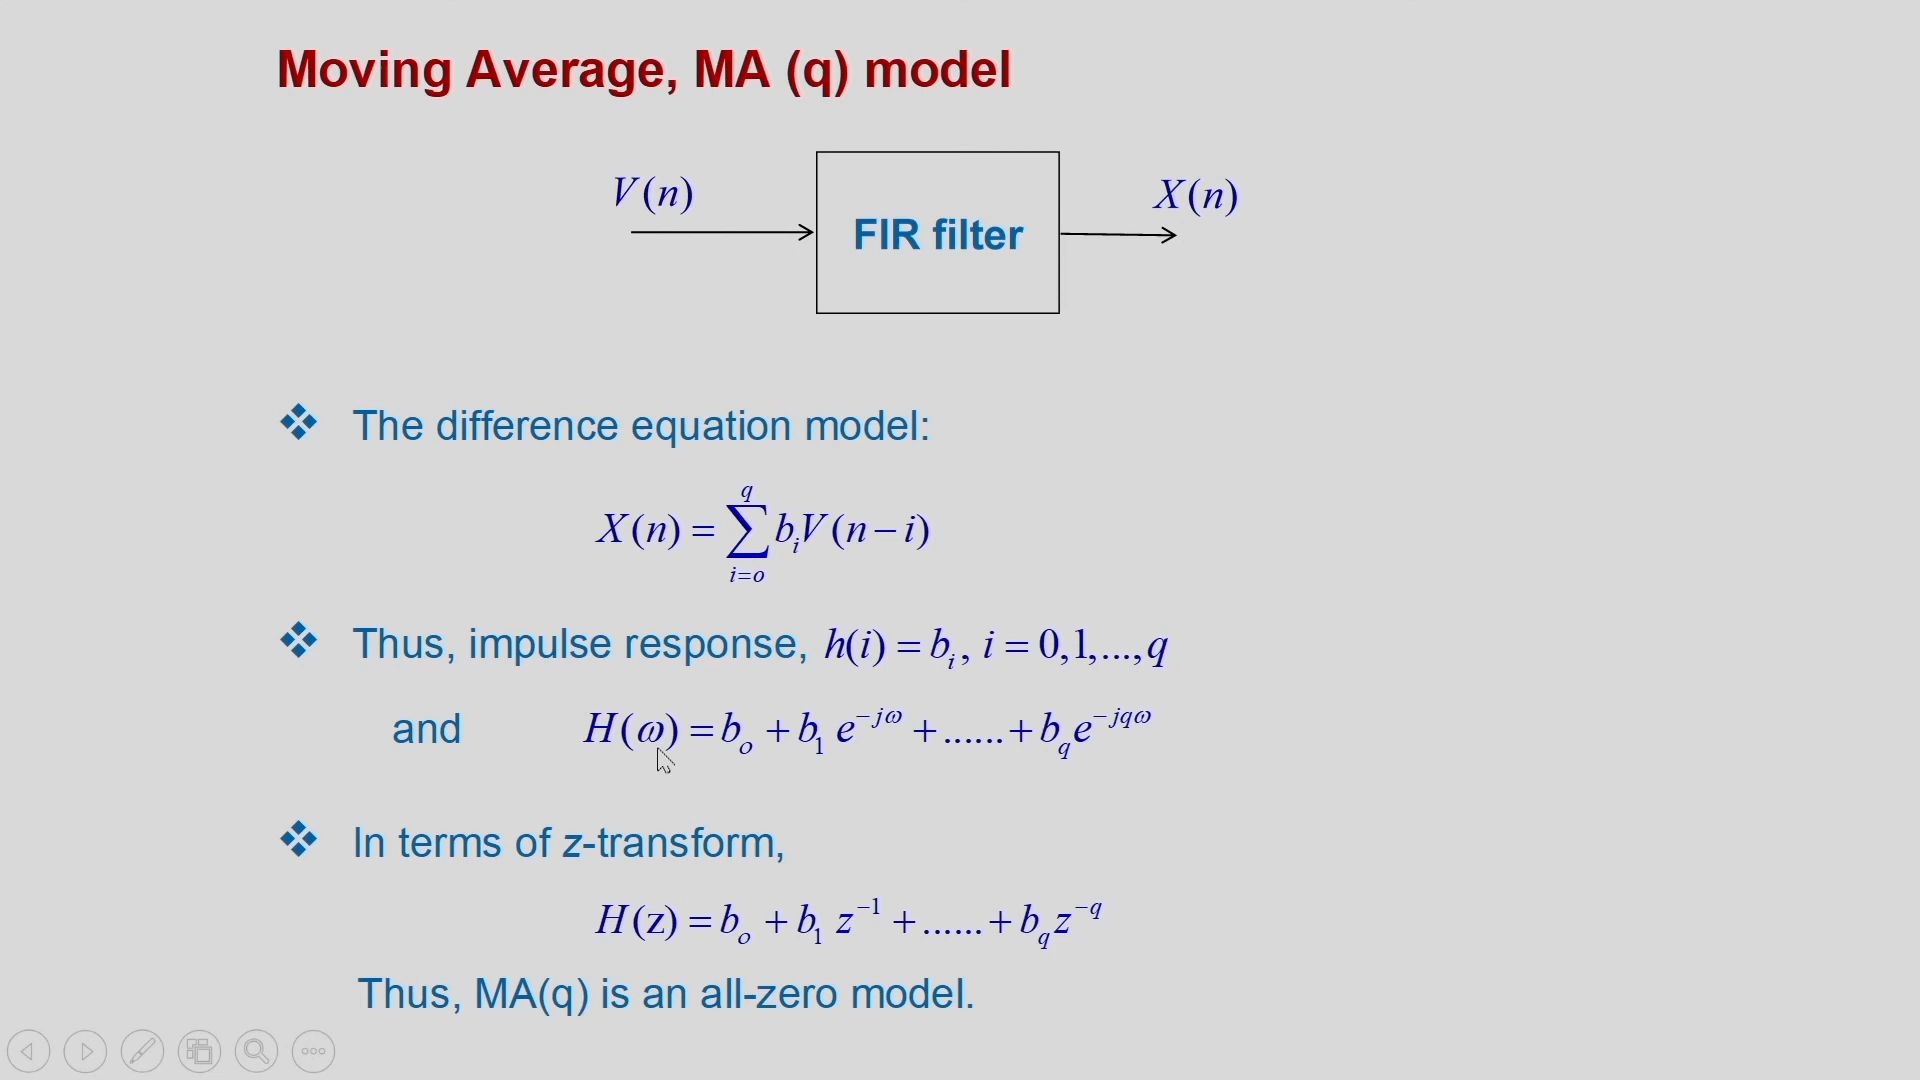 Moving Average, MA (q) model
V(n)
FIR filter
X(n)
❖ The difference equation model:
X(n) = ∑_{i=o}^{q} b_i V(n − i)
❖ Thus, impulse response, h(i) = b_i, i = 0,1,...,q
and H(ω) = b_o + b_1 e^{−jω} + ...... + b_q e^{−jqω}
❖ In terms of z-transform,
H(z) = b_o + b_1 z^{−1} + ...... + b_q z^{−q}
Thus, MA(q) is an all-zero model.